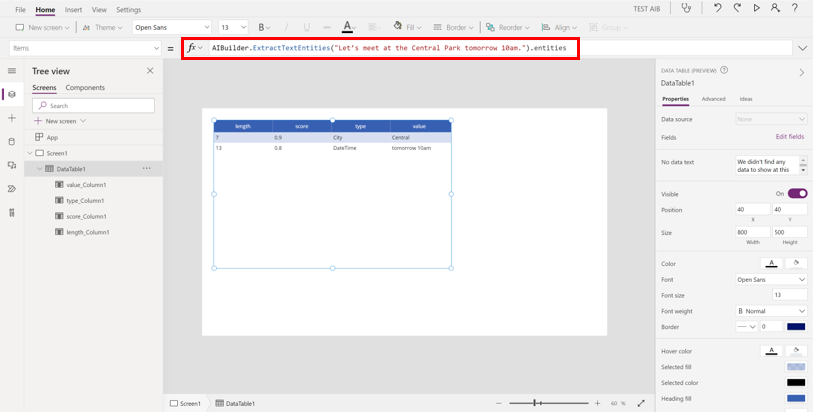 File Home Insert View Settings TEST AIB
New screen Theme Open Sans 13 B Fill Border Reorder Align Group
Items = fx AIBuilder.ExtractTextEntities("Let's meet at the Central Park tomorrow 10am.").entities
Tree view
Screens Components
Search
New screen
App
Screen1
DataTable1
value_Column1
type_Column1
score_Column1
length_Column1
length score type value
7 0.9 City Central
13 0.8 DateTime tomorrow 10am
DATA TABLE (PREVIEW)
DataTable1
Properties Advanced Ideas
Data source None
Fields Edit fields
No data text We didn't find any
data to show at this
Visible On
Position 40 40
X Y
Size 800 500
Width Height
Color A
Font Open Sans
Font size 13
Font weight B Normal
Border 0
Hover color A
Selected fill
Selected color
Heading fill
Screen1 DataTable1 60 %